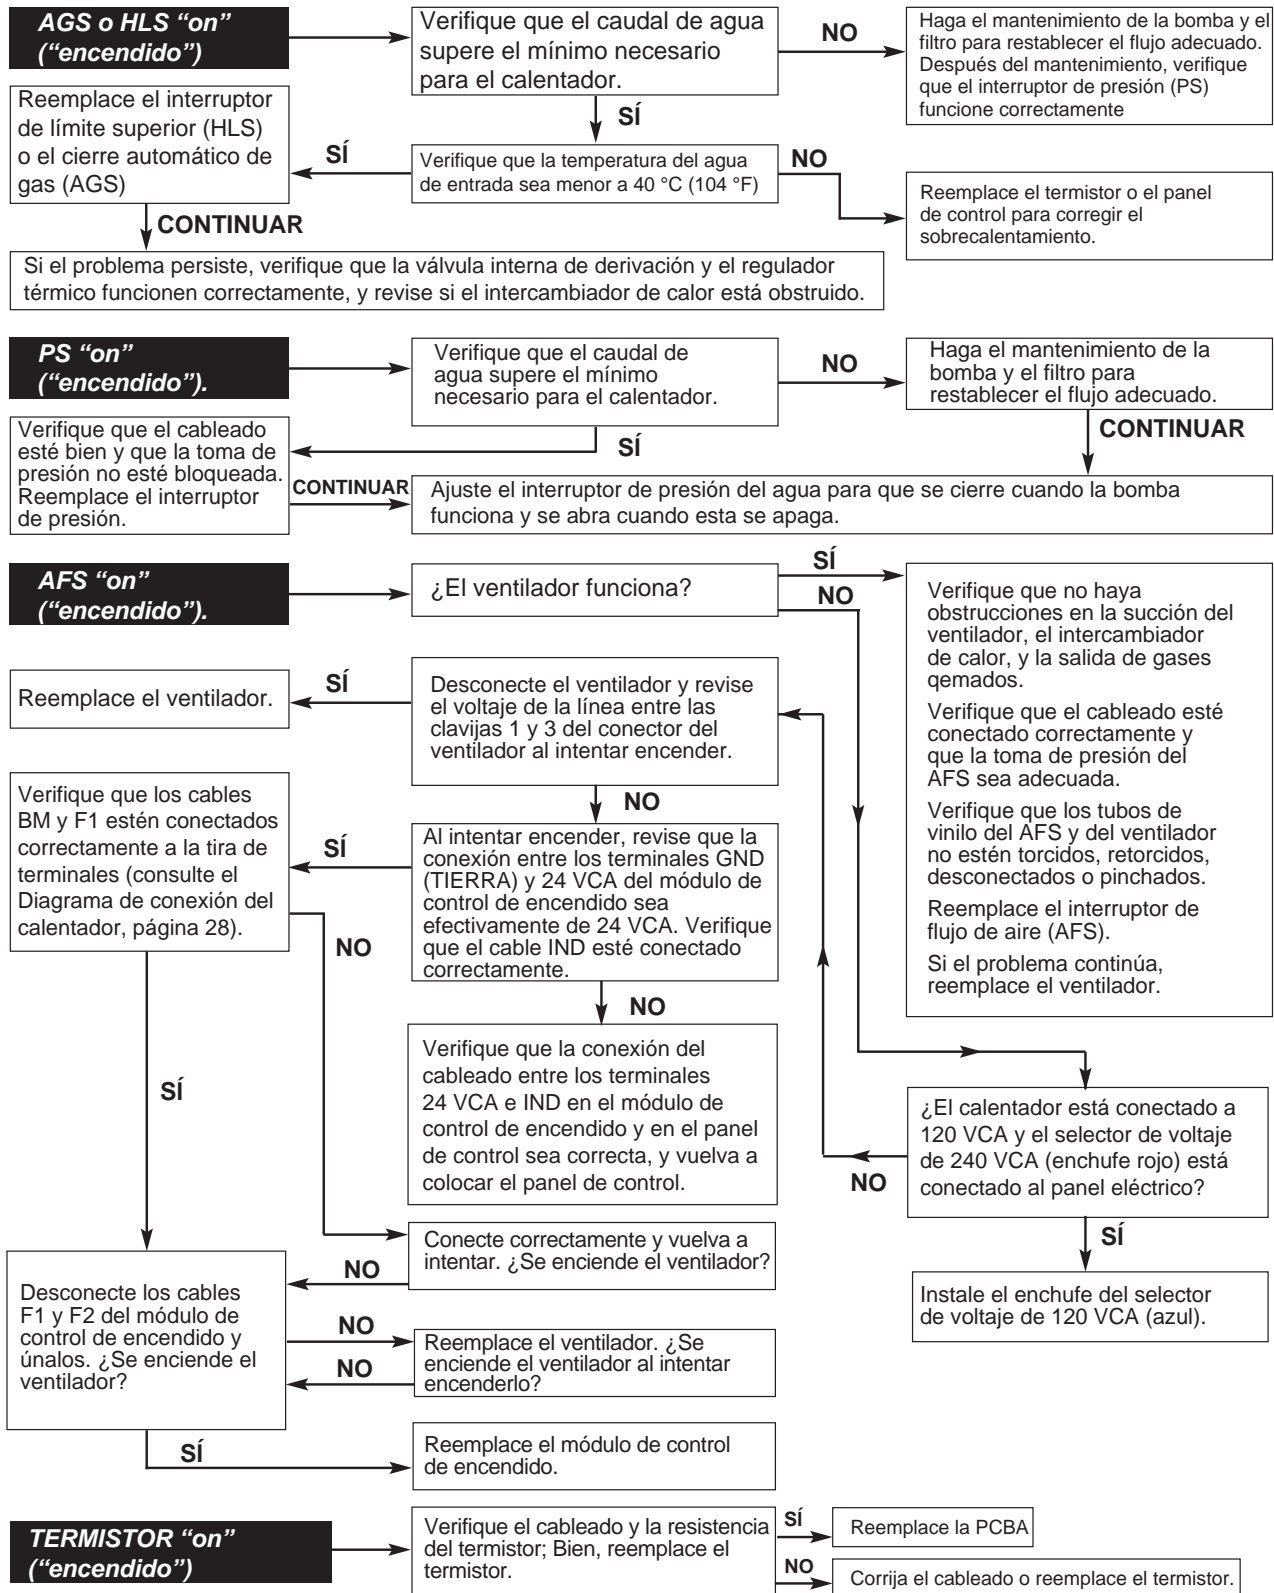 AGS o HLS “on”
(“encendido”)
Verifique que el caudal de agua
supere el mínimo necesario
para el calentador.
NO
Haga el mantenimiento de la bomba y el
filtro para restablecer el flujo adecuado.
Después del mantenimiento, verifique
que el interruptor de presión (PS)
funcione correctamente
SÍ
Reemplace el interruptor
de límite superior (HLS)
o el cierre automático de
gas (AGS)
SÍ
Verifique que la temperatura del agua
de entrada sea menor a 40 °C (104 °F)
NO
Reemplace el termistor o el panel
de control para corregir el
sobrecalentamiento.
CONTINUAR
Si el problema persiste, verifique que la válvula interna de derivación y el regulador
térmico funcionen correctamente, y revise si el intercambiador de calor está obstruido.
PS “on”
(“encendido”).
Verifique que el caudal de
agua supere el mínimo
necesario para el calentador.
NO
Haga el mantenimiento de la
bomba y el filtro para
restablecer el flujo adecuado.
SÍ
CONTINUAR
Verifique que el cableado
esté bien y que la toma de
presión no esté bloqueada.
Reemplace el interruptor
de presión.
CONTINUAR
Ajuste el interruptor de presión del agua para que se cierre cuando la bomba
funciona y se abra cuando esta se apaga.
AFS “on”
(“encendido”).
¿El ventilador funciona?
SÍ
NO
Verifique que no haya
obstrucciones en la succión del
ventilador, el intercambiador
de calor, y la salida de gases
qemados.
Verifique que el cableado esté
conectado correctamente y
que la toma de presión del
AFS sea adecuada.
Verifique que los tubos de
vinilo del AFS y del ventilador
no estén torcidos, retorcidos,
desconectados o pinchados.
Reemplace el interruptor de
flujo de aire (AFS).
Si el problema continúa,
reemplace el ventilador.
Reemplace el ventilador.
SÍ
Desconecte el ventilador y revise
el voltaje de la línea entre las
clavijas 1 y 3 del conector del
ventilador al intentar encender.
NO
Verifique que los cables
BM y F1 estén conectados
correctamente a la tira de
terminales (consulte el
Diagrama de conexión del
calentador, página 28).
SÍ
Al intentar encender, revise que la
conexión entre los terminales GND
(TIERRA) y 24 VCA del módulo de
control de encendido sea
efectivamente de 24 VCA. Verifique
que el cable IND esté conectado
correctamente.
NO
NO
Verifique que la conexión del
cableado entre los terminales
24 VCA e IND en el módulo de
control de encendido y en el panel
de control sea correcta, y vuelva a
colocar el panel de control.
SÍ
¿El calentador está conectado a
120 VCA y el selector de voltaje
de 240 VCA (enchufe rojo) está
conectado al panel eléctrico?
NO
SÍ
Instale el enchufe del selector
de voltaje de 120 VCA (azul).
Conecte correctamente y vuelva a
intentar. ¿Se enciende el ventilador?
NO
Desconecte los cables
F1 y F2 del módulo de
control de encendido y
únalos. ¿Se enciende el
ventilador?
NO
NO
Reemplace el ventilador. ¿Se
enciende el ventilador al intentar
encenderlo?
SÍ
Reemplace el módulo de control
de encendido.
TERMISTOR “on”
(“encendido”)
Verifique el cableado y la resistencia
del termistor; Bien, reemplace el
termistor.
SÍ
Reemplace la PCBA
NO
Corrija el cableado o reemplace el termistor.